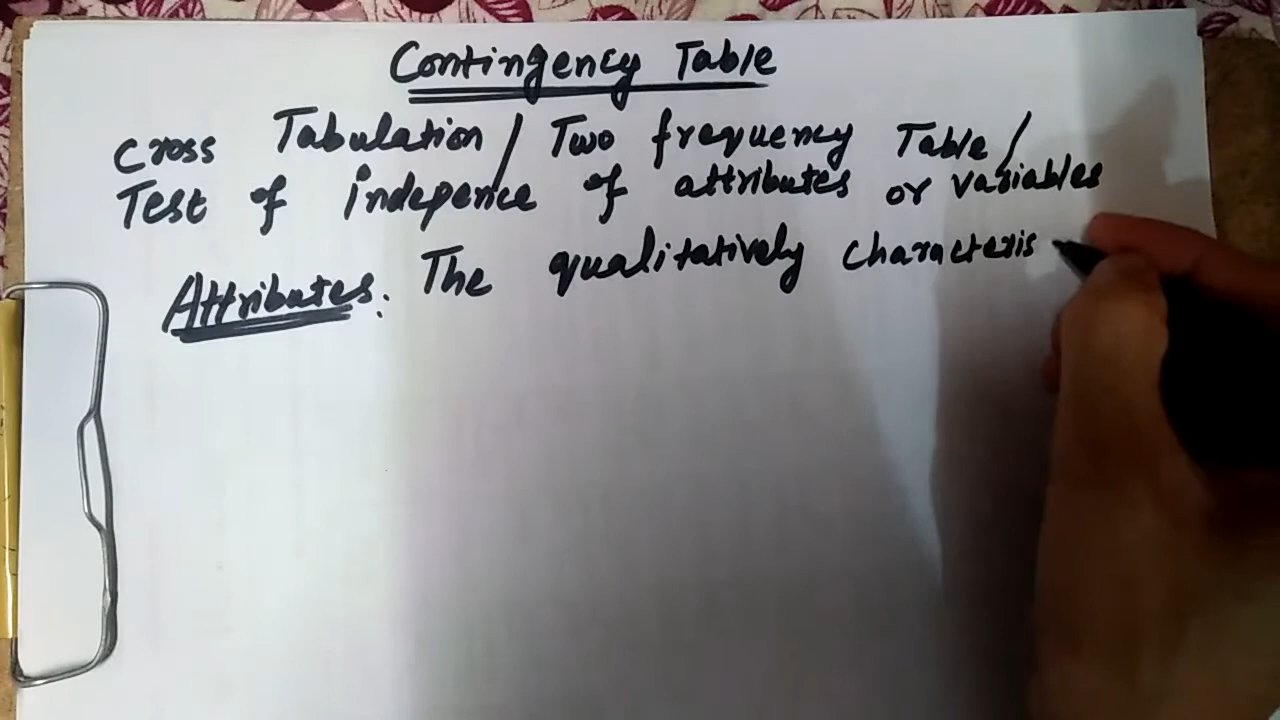 Contingency Table
Cross Tabulation / Two frequency Table /
Test of indepence of attributes or variables
Attributes: The qualitatively characteris